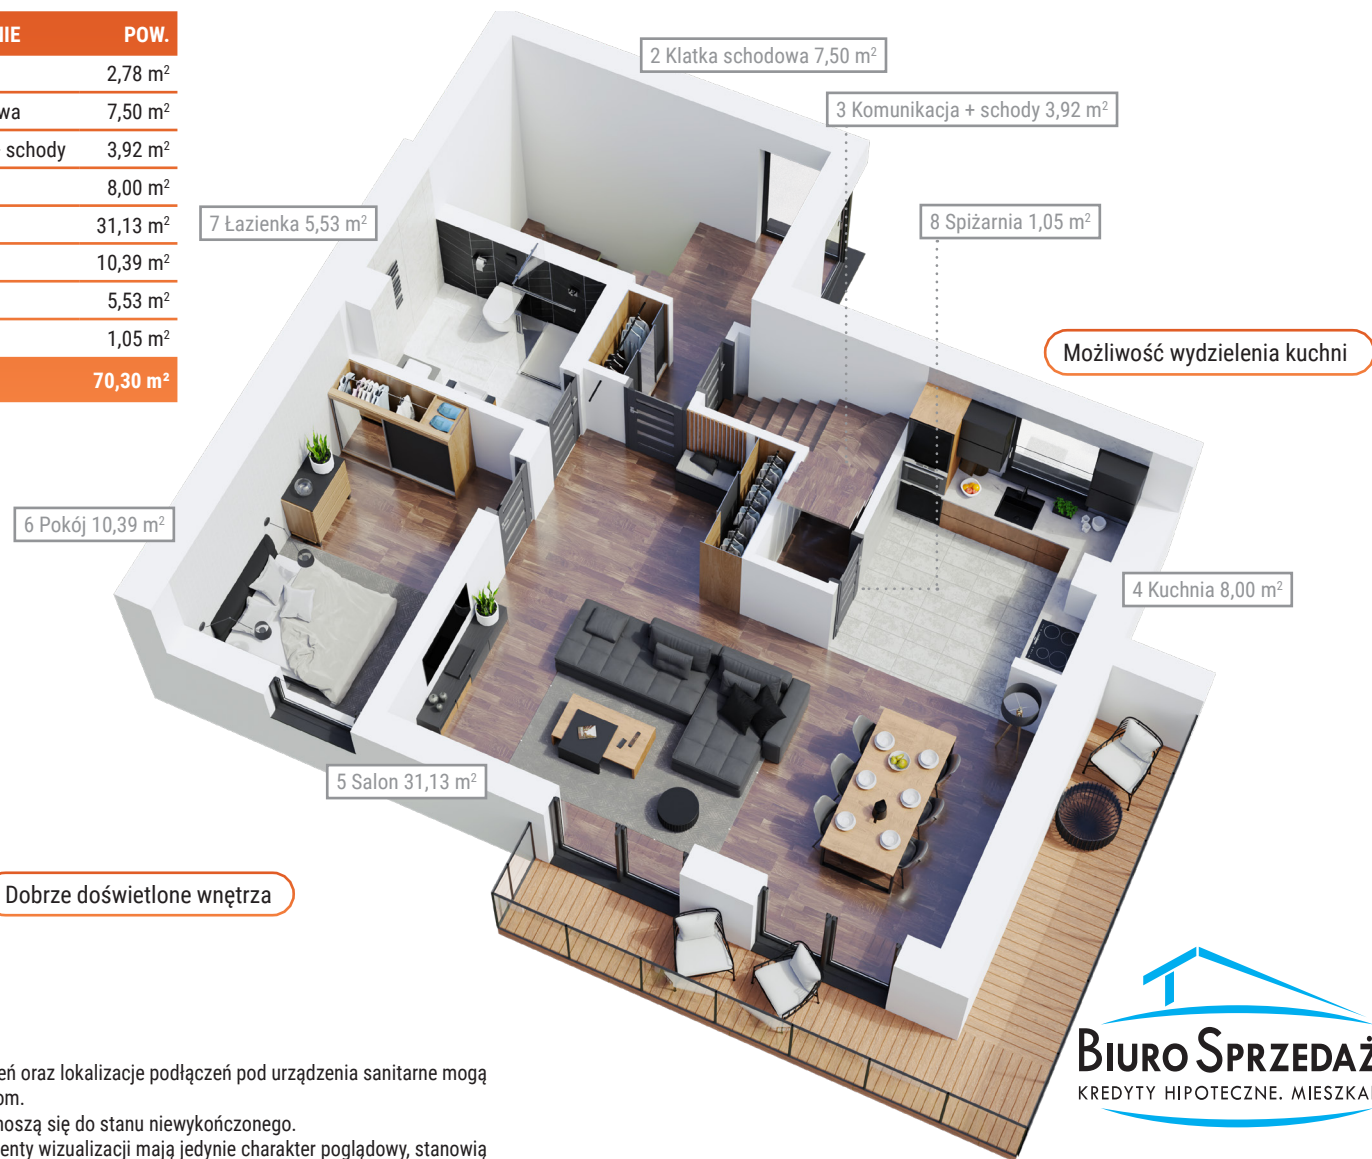 NIE POW.
2,78 m²
wa 7,50 m²
schody 3,92 m²
8,00 m²
31,13 m²
10,39 m²
5,53 m²
1,05 m²
70,30 m²
2 Klatka schodowa 7,50 m²
3 Komunikacja + schody 3,92 m²
7 Łazienka 5,53 m²
8 Spiżarnia 1,05 m²
Możliwość wydzielenia kuchni
6 Pokój 10,39 m²
4 Kuchnia 8,00 m²
5 Salon 31,13 m²
Dobrze doświetlone wnętrza
eń oraz lokalizacje podłączeń pod urządzenia sanitarne mogą
om.
noszą się do stanu niewykończonego.
enty wizualizacji mają jedynie charakter poglądowy, stanowią
BIURO SPRZEDAŻ
KREDYTY HIPOTECZNE. MIESZKA